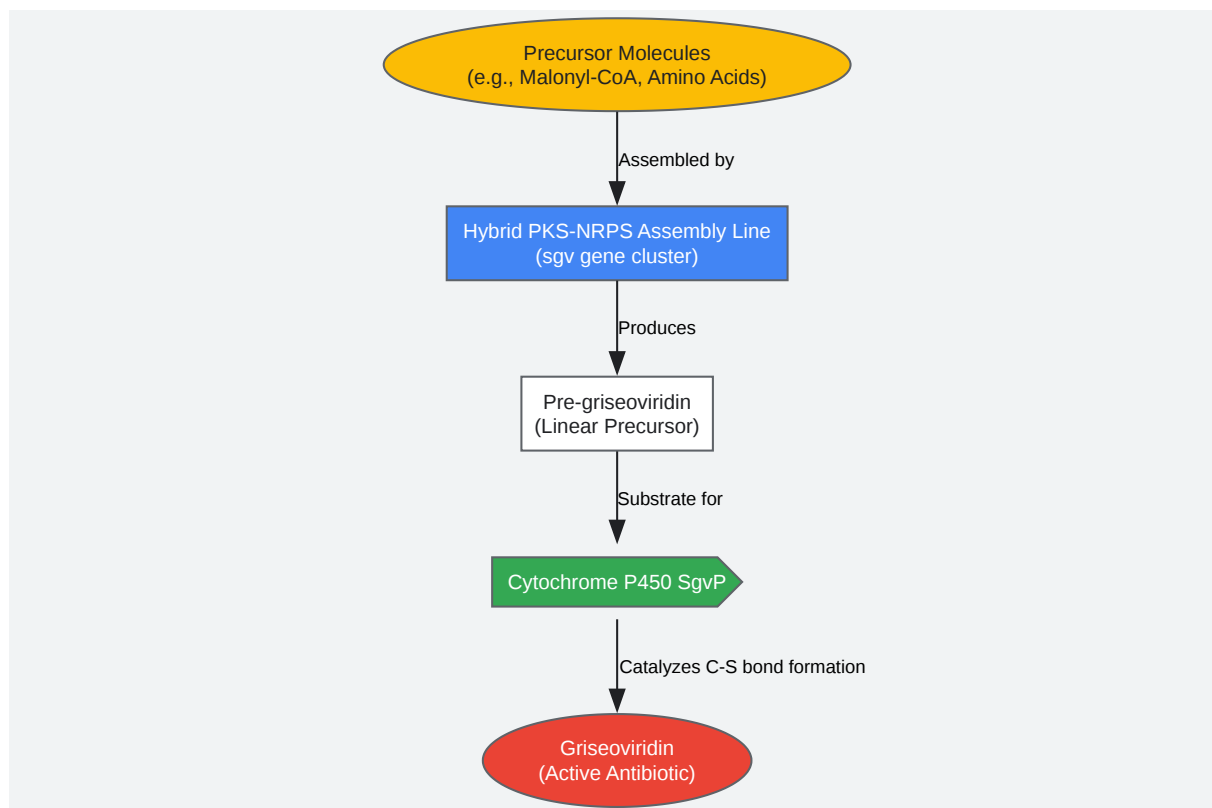 Precursor Molecules
(e.g., Malonyl-CoA, Amino Acids)
Assembled by
Hybrid PKS-NRPS Assembly Line
(sgv gene cluster)
Produces
Pre-griseoviridin
(Linear Precursor)
Substrate for
Cytochrome P450 SgvP
Catalyzes C-S bond formation
Griseoviridin
(Active Antibiotic)